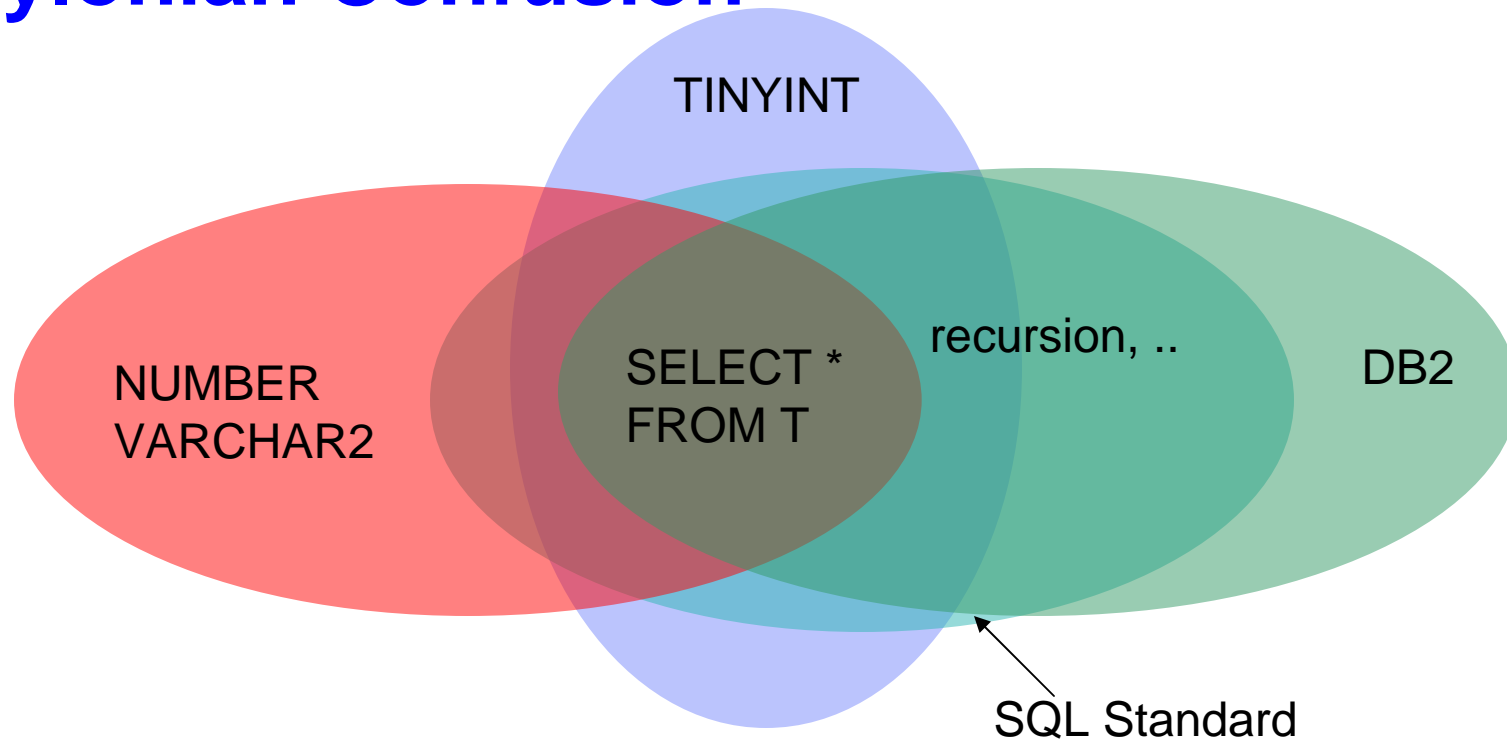 TINYINT
NUMBER
VARCHAR2
SELECT *
FROM T
recursion, ..
DB2
SQL Standard